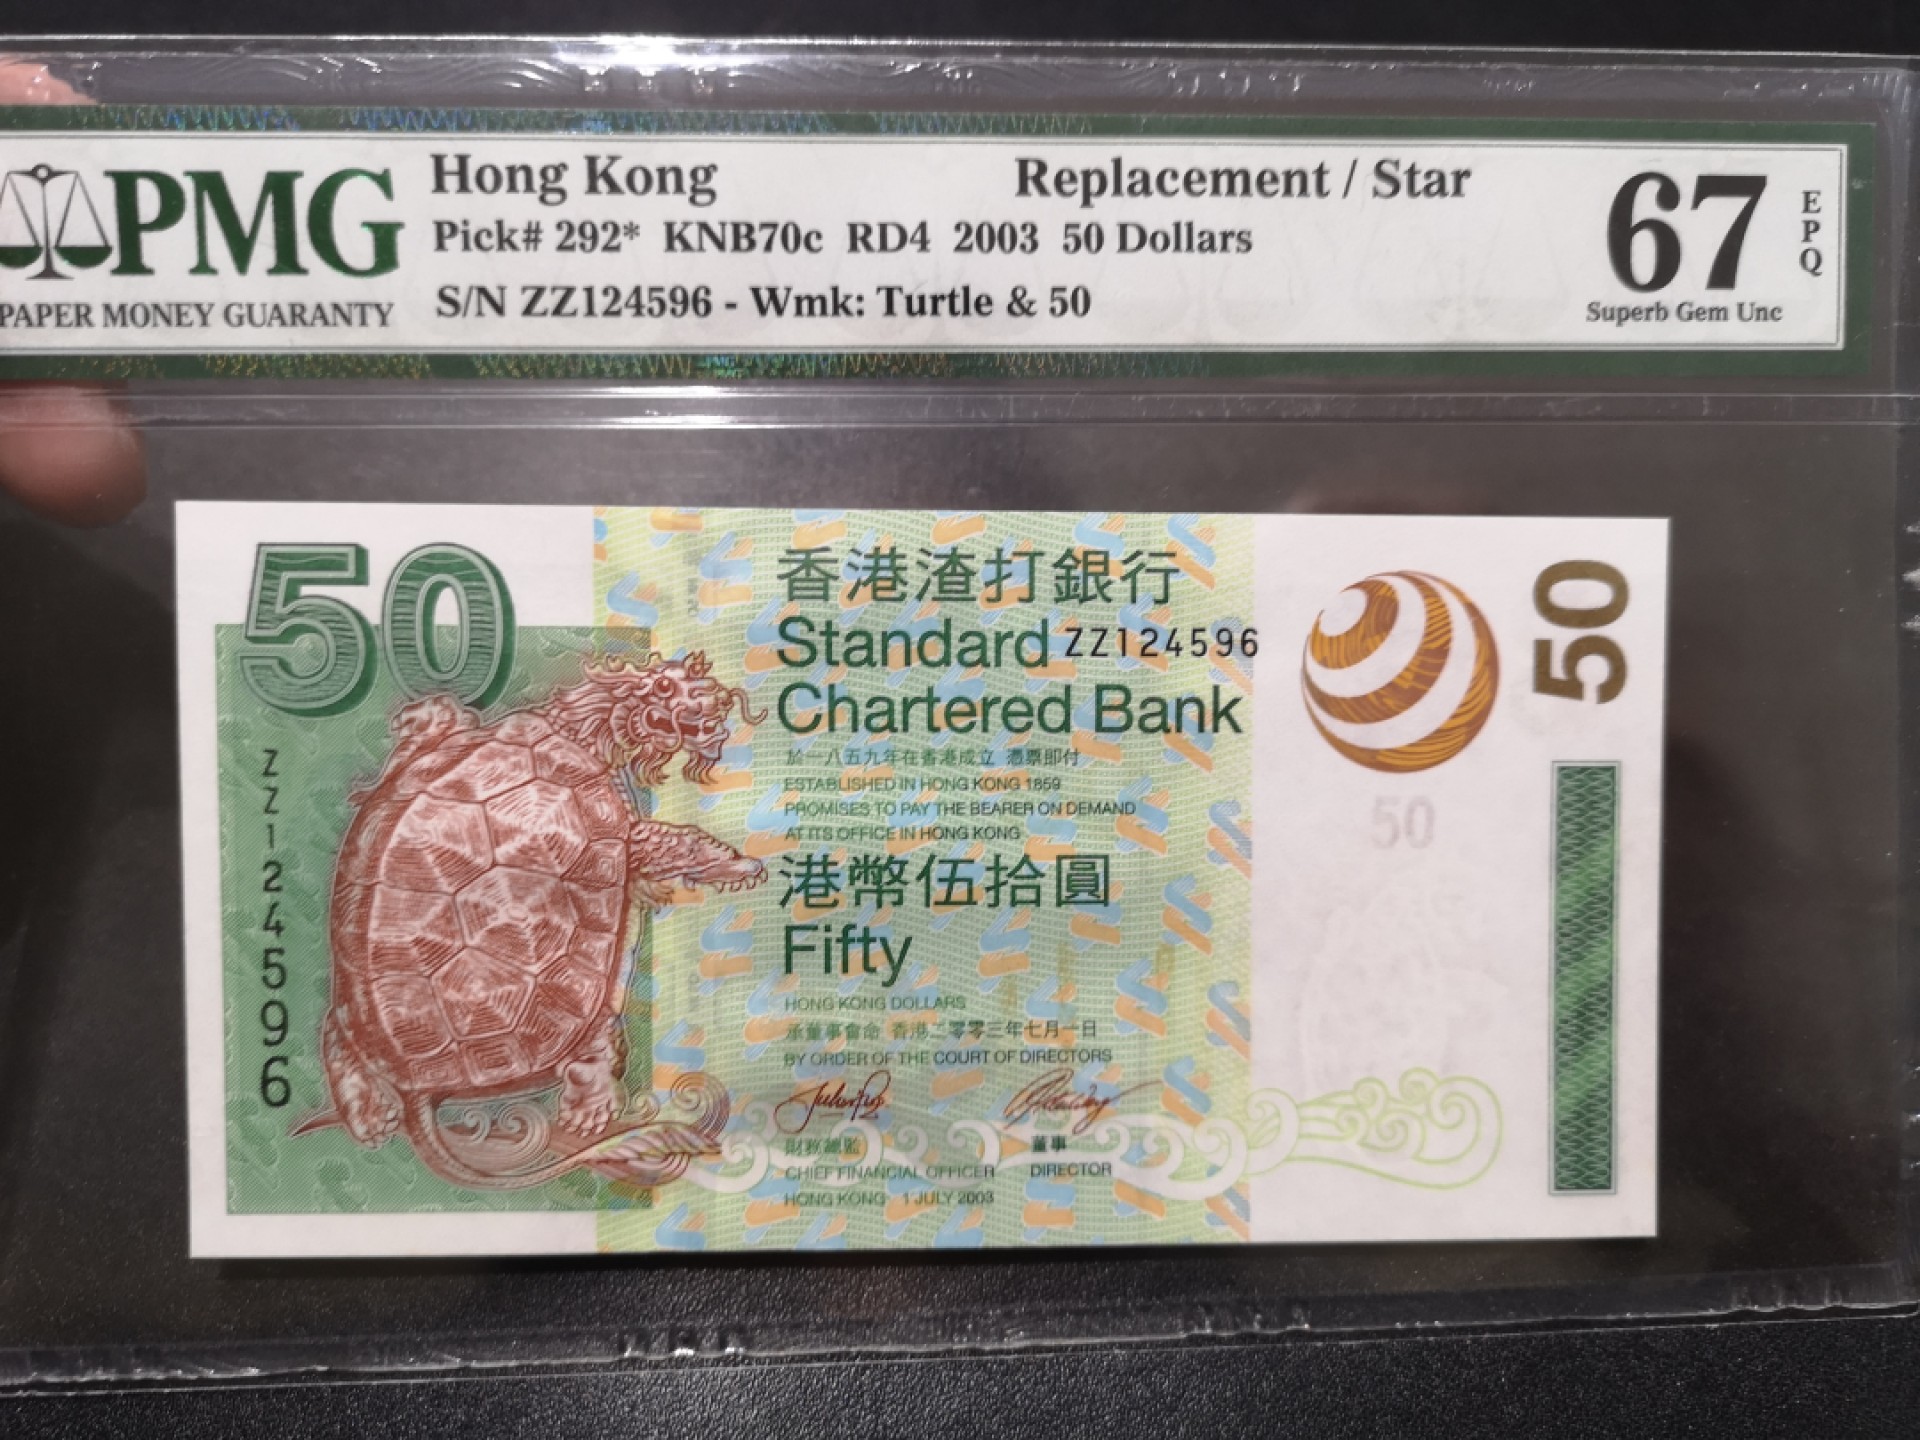 PMG
PAPER MONEY GUARANTY
Hong Kong Replacement / Star
Pick# 292* KNB70c RD4 2003 50 Dollars
S/N ZZ124596 - Wmk: Turtle & 50
67
EPQ
Superb Gem Unc
50
ZZ124596
香港渣打銀行
Standard
ZZ124596
Chartered Bank
於一八五九年在香港成立 憑票即付
ESTABLISHED IN HONG KONG 1859
PROMISES TO PAY THE BEARER ON DEMAND
AT ITS OFFICE IN HONG KONG
港幣伍拾圓
Fifty
HONG KONG DOLLARS
承董事會命 香港二零零三年七月一日
BY ORDER OF THE COURT OF DIRECTORS
財務總監 董事
CHIEF FINANCIAL OFFICER DIRECTOR
HONG KONG 1 JULY 2003
50
50